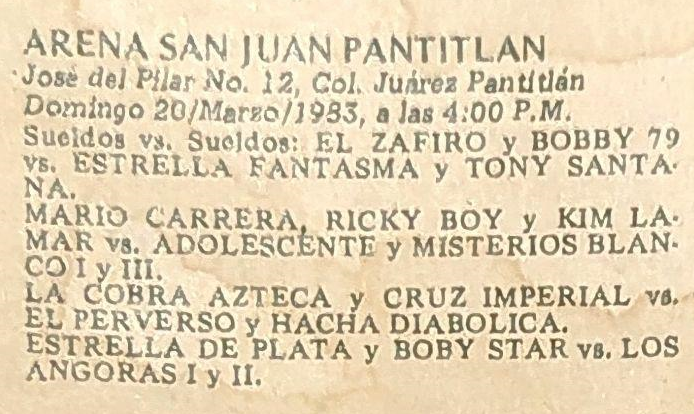 ARENA SAN JUAN PANTITLAN
José del Pilar No. 12, Col. Juárez Pantitlán
Domingo 20/Marzo/1983, a las 4:00 P.M.
Sueldos vs. Sueldos: EL ZAFIRO y BOBBY 79
vs. ESTRELLA FANTASMA y TONY SANTA-
NA.
MARIO CARRERA, RICKY BOY y KIM LA-
MAR vs. ADOLESCENTE y MISTERIOS BLAN-
CO I y III.
LA COBRA AZTECA y CRUZ IMPERIAL vs.
EL PERVERSO y HACHA DIABOLICA.
ESTRELLA DE PLATA y BOBY STAR vs. LOS
ANGORAS I y II.